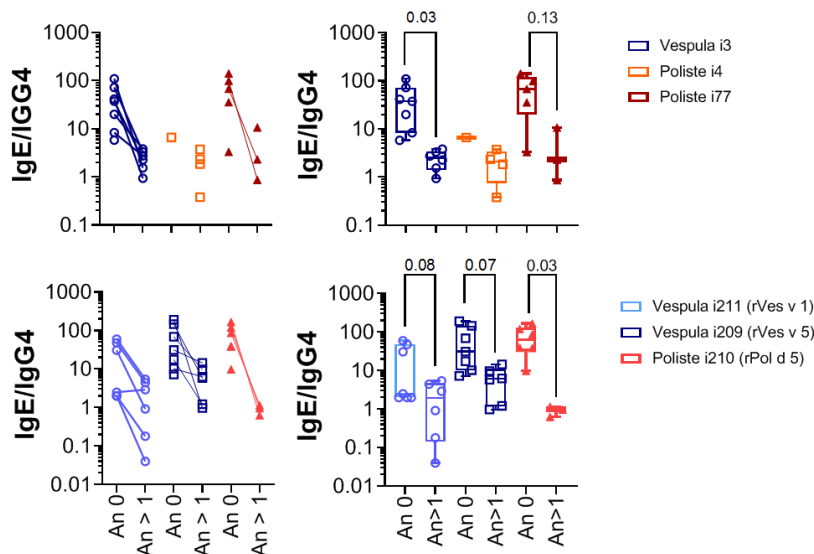 IgE/IGG4
1000
100
10
1
0.1
IgE/IgG4
1000
100
10
1
0.1
0.03
0.13
Vespula i3
Poliste i4
Poliste i77
IgE/IgG4
1000
100
10
1
0.1
0.01
An 0
An > 1
An 0
An > 1
An 0
An > 1
IgE/IgG4
1000
100
10
1
0.1
0.01
0.08
0.07
0.03
An 0
An>1
An 0
An>1
An 0
An>1
Vespula i211 (rVes v 1)
Vespula i209 (rVes v 5)
Poliste i210 (rPol d 5)